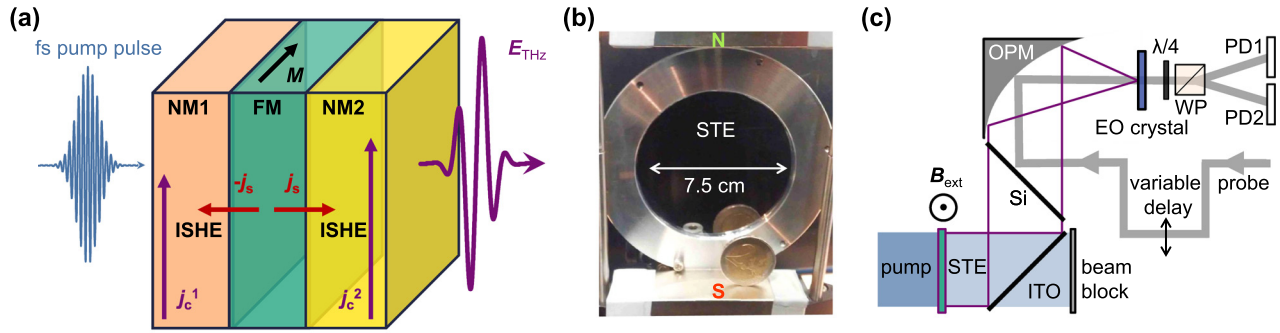 (a)
fs pump pulse
E_THz
M
NM1 FM NM2
-j_s j_s
ISHE ISHE
j_c^1 j_c^2
(b)
N
STE
7.5 cm
S
(c)
OPM
λ/4
PD1
WP
PD2
EO crystal
B_ext
Si
variable
delay
probe
pump
STE
ITO
beam
block